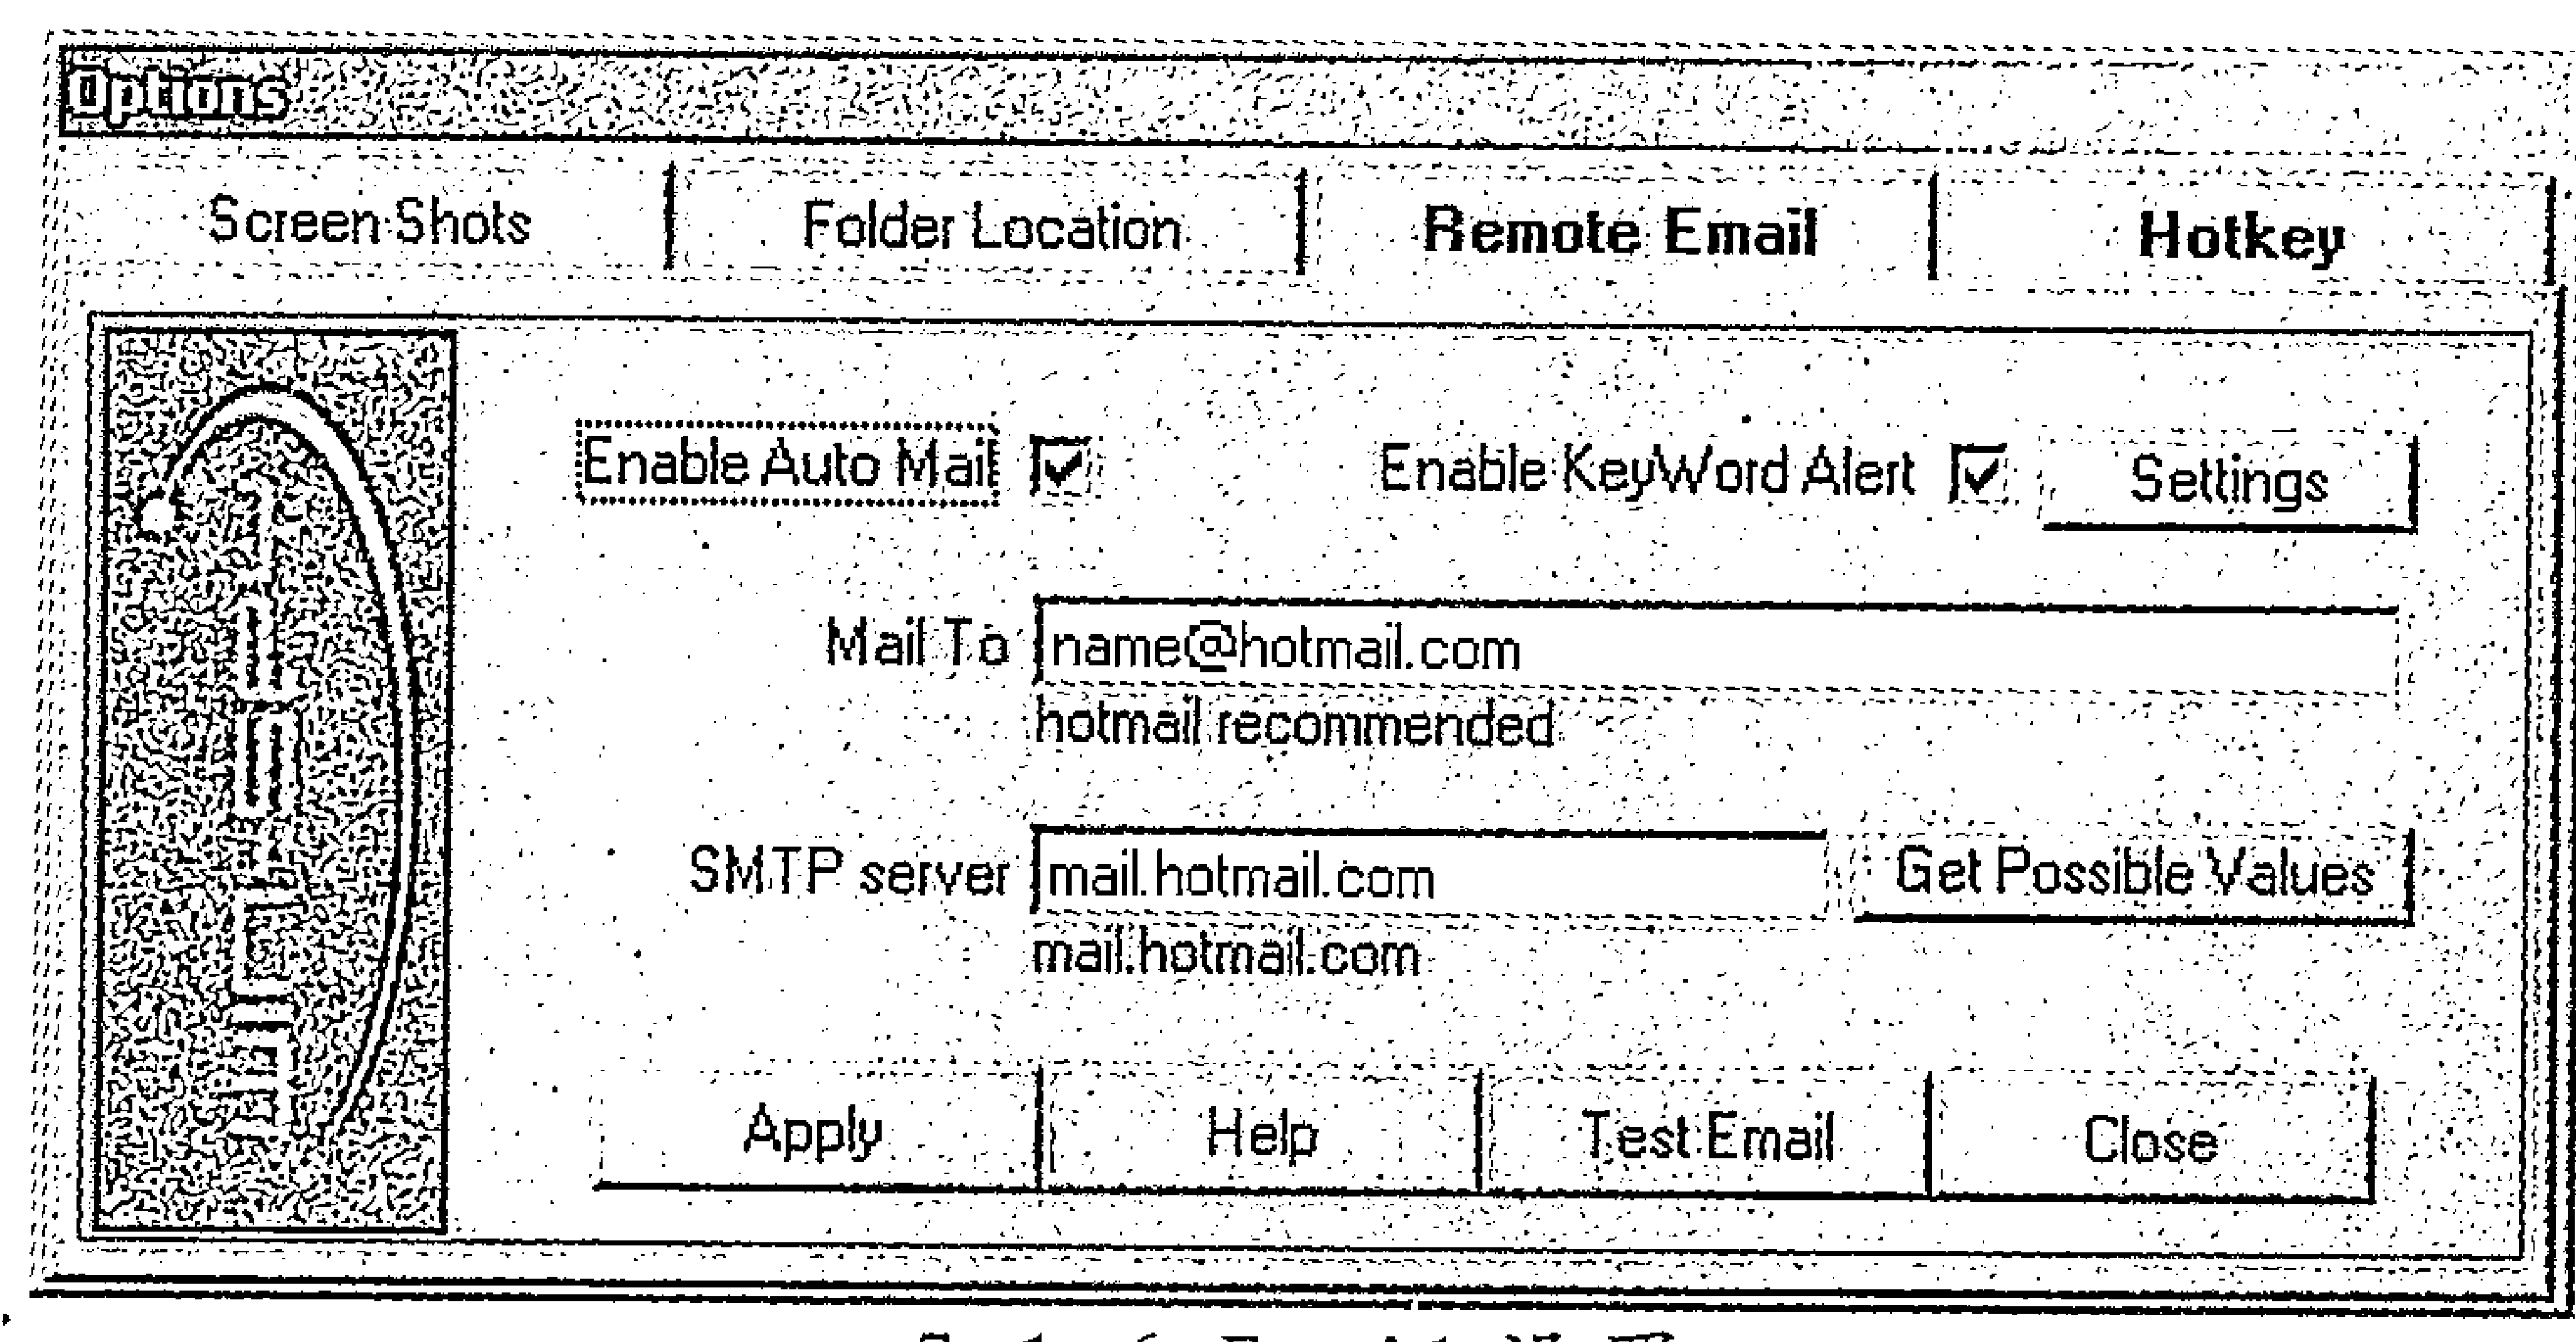 Options
Screen Shots Folder Location Remote Email Hotkey
Enable Auto Mail Enable KeyWord Alert Settings
Mail To name@hotmail.com
hotmail recommended
SMTP server mail.hotmail.com Get Possible Values
mail.hotmail.com
Apply Help Test Email Close